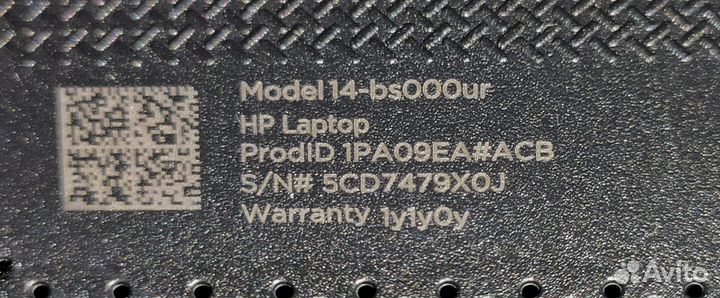 Model 14-bs000ur
HP Laptop
ProdID 1PA09EA#ACB
S/N# 5CD7479X0J
Warranty 1y1y0y
Avito